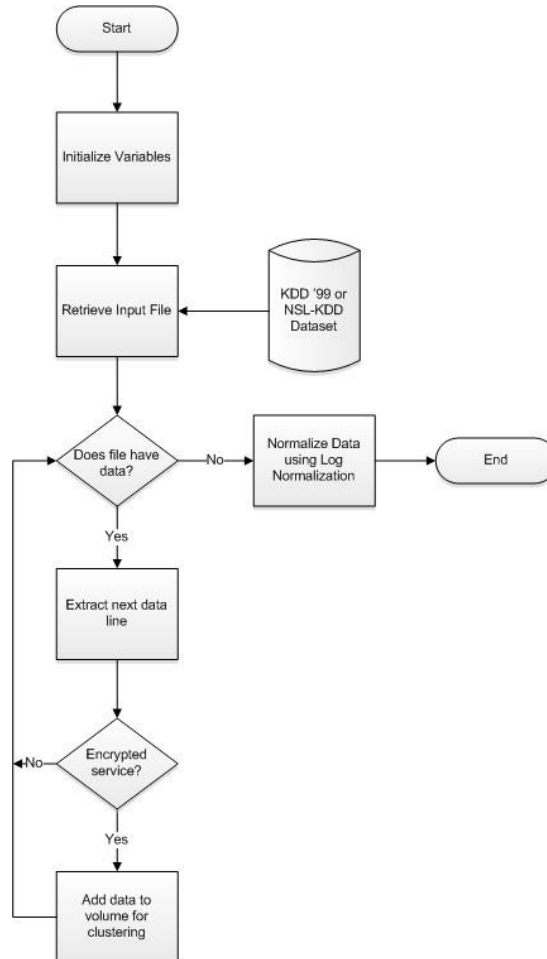 Start
Initialize Variables
Retrieve Input File
KDD '99 or
NSL-KDD
Dataset
Does file have
data?
No
Normalize Data
using Log
Normalization
End
Yes
Extract next data
line
Encrypted
service?
No
Yes
Add data to
volume for
clustering